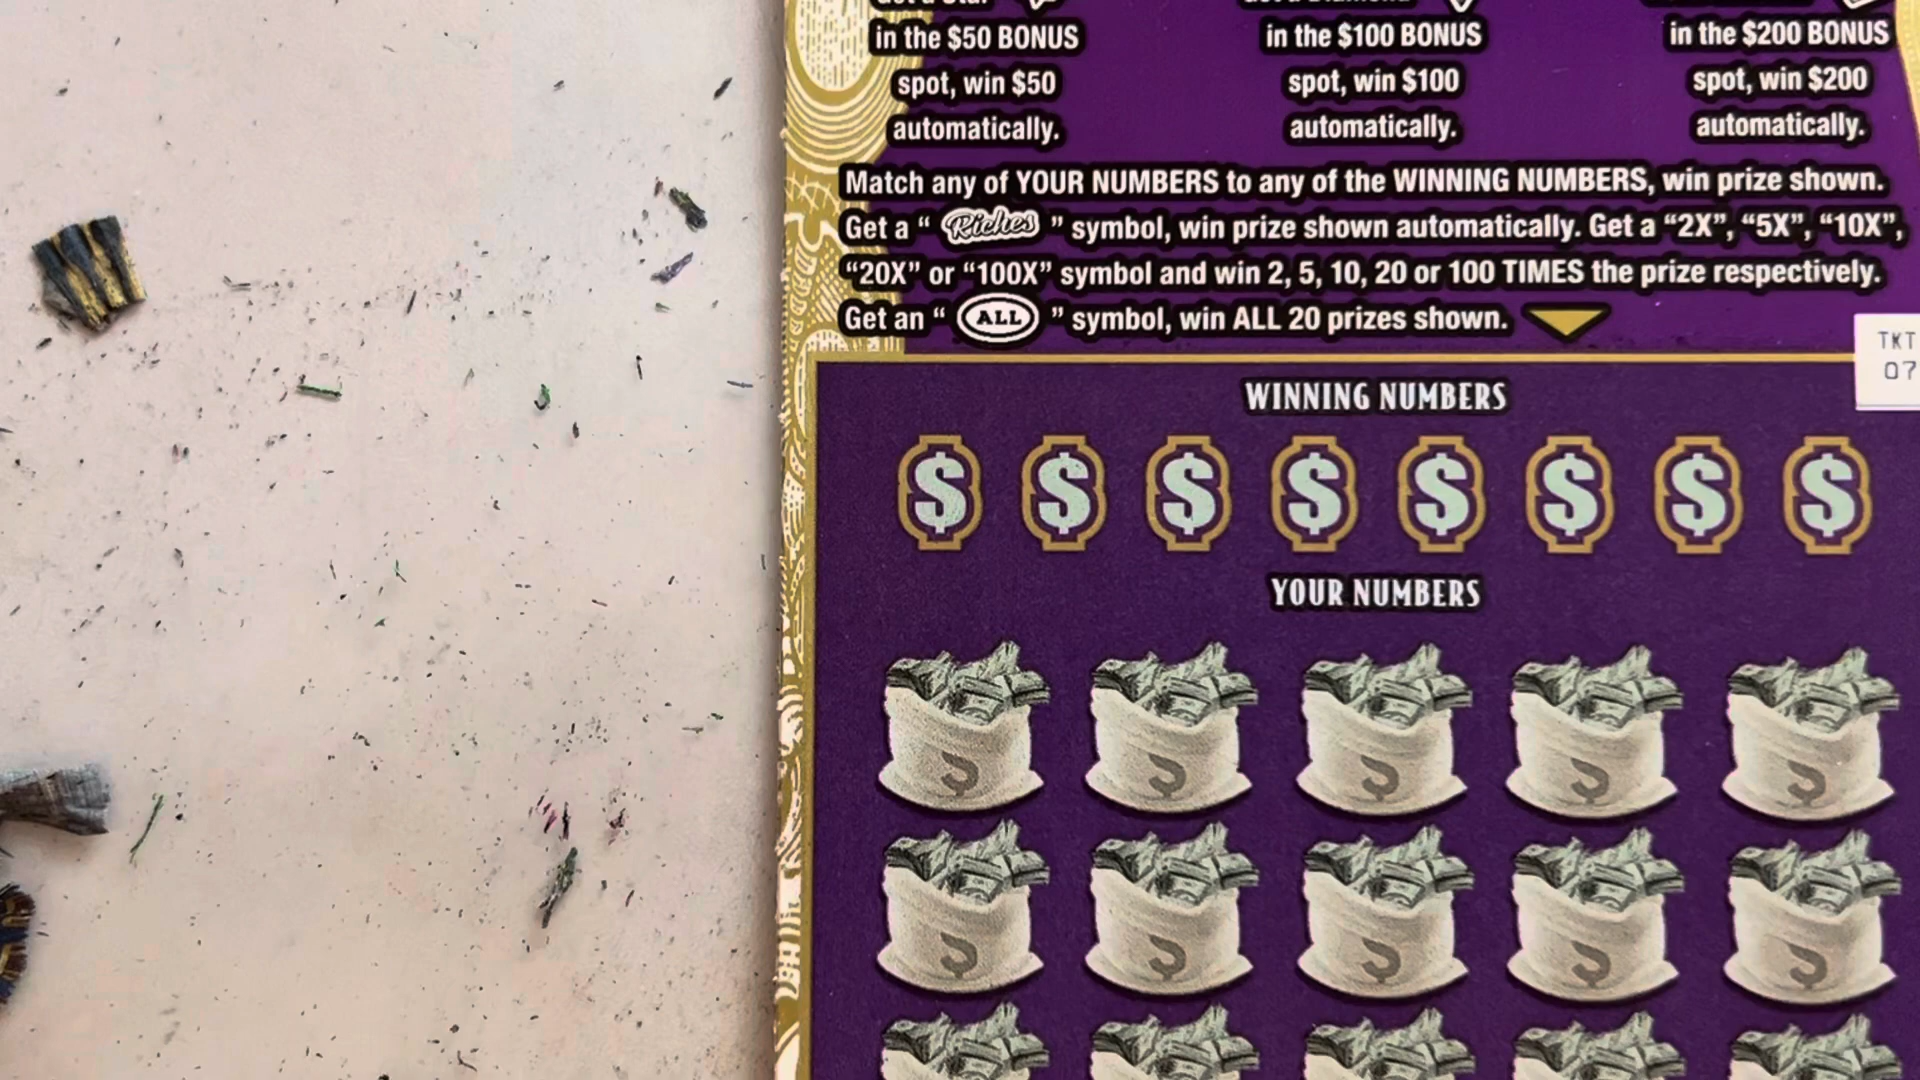 in the $50 BONUS
spot, win $50
automatically.
in the $100 BONUS
spot, win $100
automatically.
in the $200 BONUS
spot, win $200
automatically.
Match any of YOUR NUMBERS to any of the WINNING NUMBERS, win prize shown.
Get a “ Riches ” symbol, win prize shown automatically. Get a “2X”, “5X”, “10X”,
“20X” or “100X” symbol and win 2, 5, 10, 20 or 100 TIMES the prize respectively.
Get an “ ALL ” symbol, win ALL 20 prizes shown.
TKT
07
WINNING NUMBERS
$ $ $ $ $ $ $ $
YOUR NUMBERS